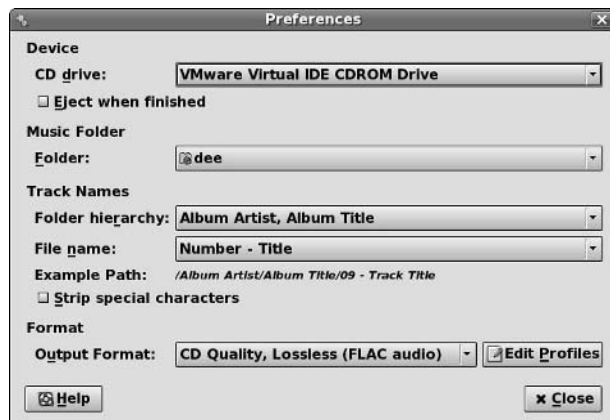 Preferences
Device
CD drive: VMware Virtual IDE CDROM Drive
Eject when finished
Music Folder
Folder: dee
Track Names
Folder hierarchy: Album Artist, Album Title
File name: Number - Title
Example Path: /Album Artist/Album Title/09 - Track Title
Strip special characters
Format
Output Format: CD Quality, Lossless (FLAC audio) Edit Profiles
Help Close